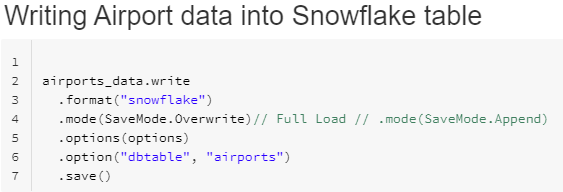 Writing Airport data into Snowflake table
1
2 airports_data.write
3 .format("snowflake")
4 .mode(SaveMode.Overwrite)// Full Load // .mode(SaveMode.Append)
5 .options(options)
6 .option("dbtable", "airports")
7 .save()